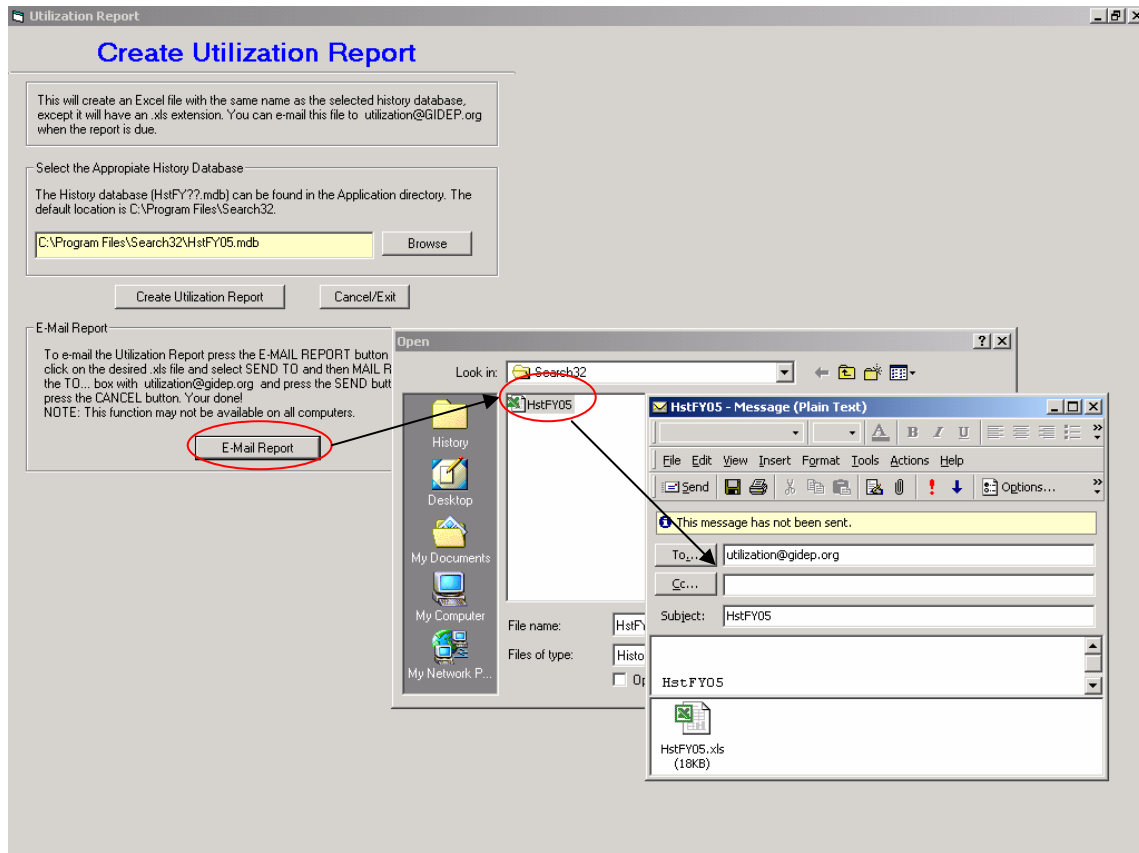 Utilization Report
Create Utilization Report
This will create an Excel file with the same name as the selected history database,
except it will have an .xls extension. You can e-mail this file to utilization@GIDEP.org
when the report is due.
Select the Appropiate History Database
The History database (HstFY??.mdb) can be found in the Application directory. The
default location is C:\Program Files\Search32.
C:\Program Files\Search32\HstFY05.mdb
Browse
Create Utilization Report
Cancel/Exit
E-Mail Report
To e-mail the Utilization Report press the E-MAIL REPORT button
click on the desired .xls file and select SEND TO and then MAIL R
the TO... box with utilization@gidep.org and press the SEND butt
press the CANCEL button. Your done!
NOTE: This function may not be available on all computers.
E-Mail Report
Open
Look in:
Search32
HstFY05
History
Desktop
My Documents
My Computer
My Network P...
File name:
HstFY
Files of type:
Histo
Op
HstFY05 - Message (Plain Text)
A B I U
File Edit View Insert Format Tools Actions Help
Send
Options...
This message has not been sent.
To...
utilization@gidep.org
Cc...
Subject:
HstFY05
HstFY05
HstFY05.xls
(18KB)